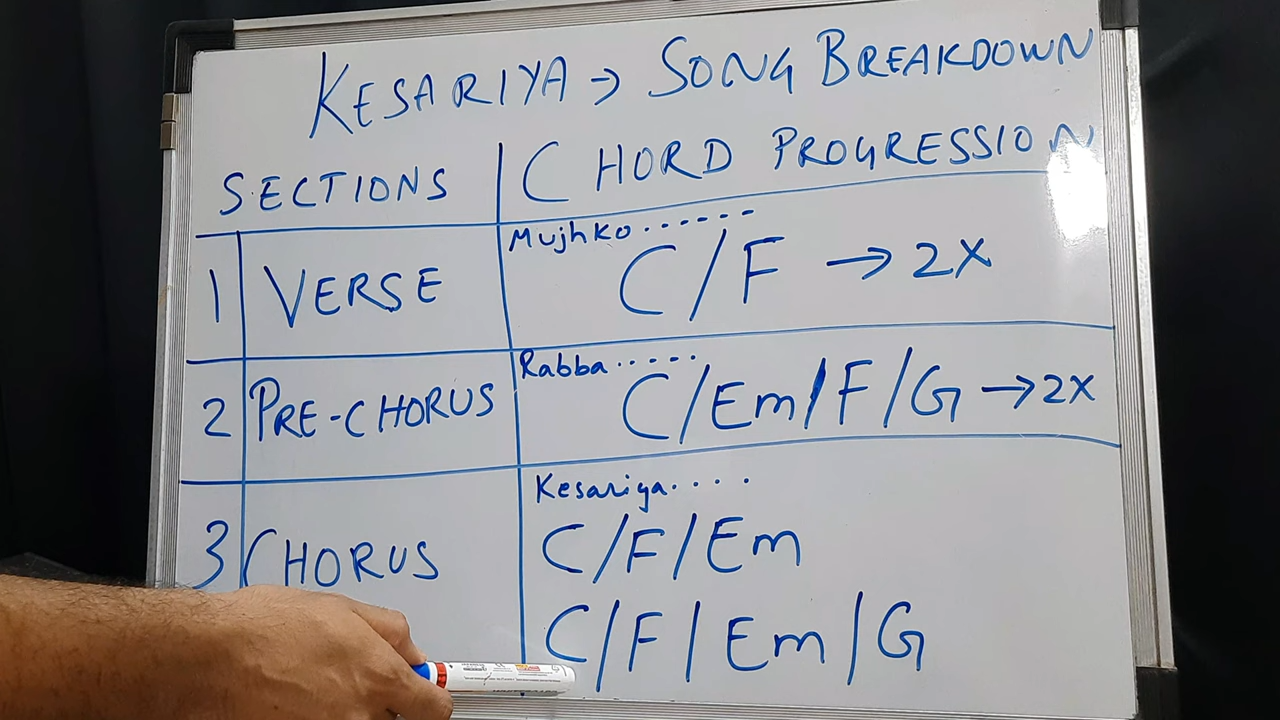 KESARIYA → SONG BREAKDOWN
SECTIONS | CHORD PROGRESSION
Mujhko......
1 VERSE C/F → 2X
Rabba.....
2 PRE-CHORUS C/Em/F/G → 2X
Kesariya....
3 CHORUS C/F/Em
C/F/Em/G